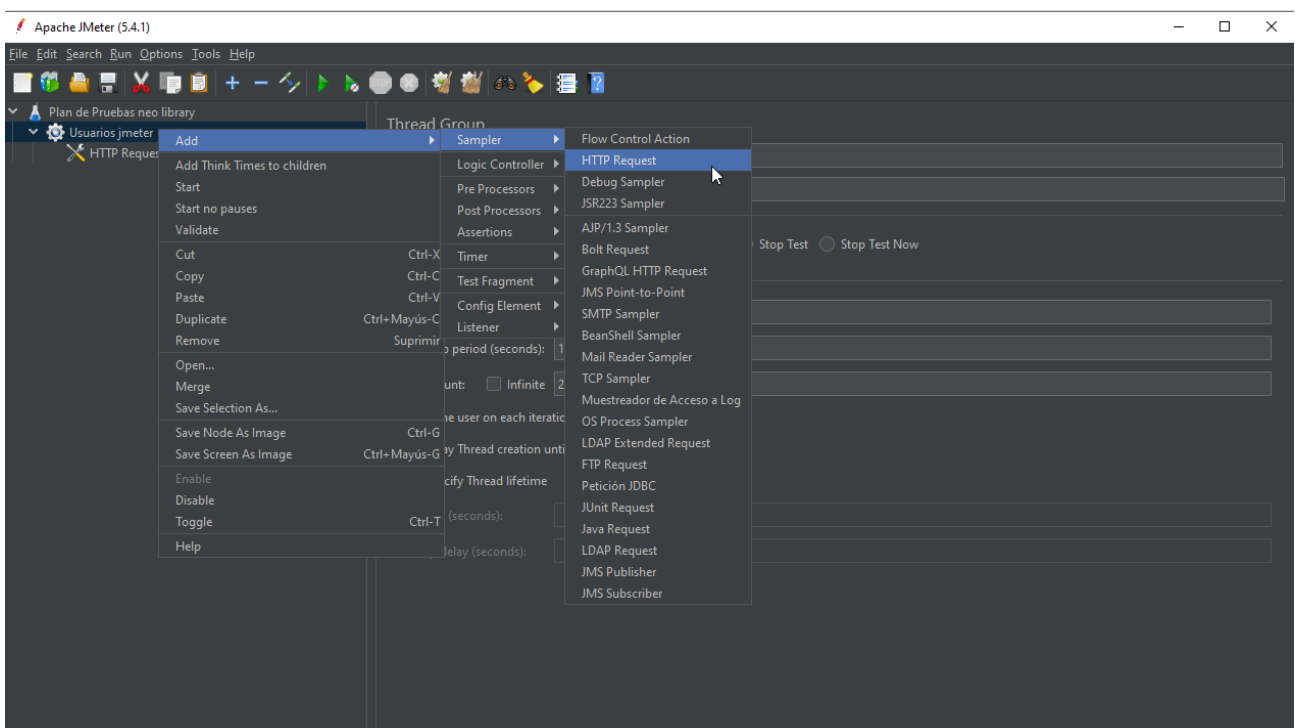 Apache JMeter (5.4.1)
File Edit Search Run Options Tools Help
Plan de Pruebas neo library
Usuarios jmeter
HTTP Reques
Thread Group
Add
Add Think Times to children
Start
Start no pauses
Validate
Cut Ctrl-X
Copy Ctrl-C
Paste Ctrl-V
Duplicate Ctrl+Mayús-C
Remove Suprimir
Open...
Merge
Save Selection As...
Save Node As Image Ctrl-G
Save Screen As Image Ctrl+Mayús-G
Enable
Disable
Toggle Ctrl-T
Help
Sampler
Logic Controller
Pre Processors
Post Processors
Assertions
Timer
Test Fragment
Config Element
Listener
Flow Control Action
HTTP Request
Debug Sampler
JSR223 Sampler
AJP/1.3 Sampler
Bolt Request
GraphQL HTTP Request
JMS Point-to-Point
SMTP Sampler
BeanShell Sampler
Mail Reader Sampler
TCP Sampler
Muestreador de Acceso a Log
OS Process Sampler
LDAP Extended Request
FTP Request
Petición JDBC
JUnit Request
Java Request
LDAP Request
JMS Publisher
JMS Subscriber
Stop Test Stop Test Now
period (seconds): 1
unt: Infinite 2
user on each iteratio
Thread creation unti
cify Thread lifetime
(seconds):
delay (seconds):